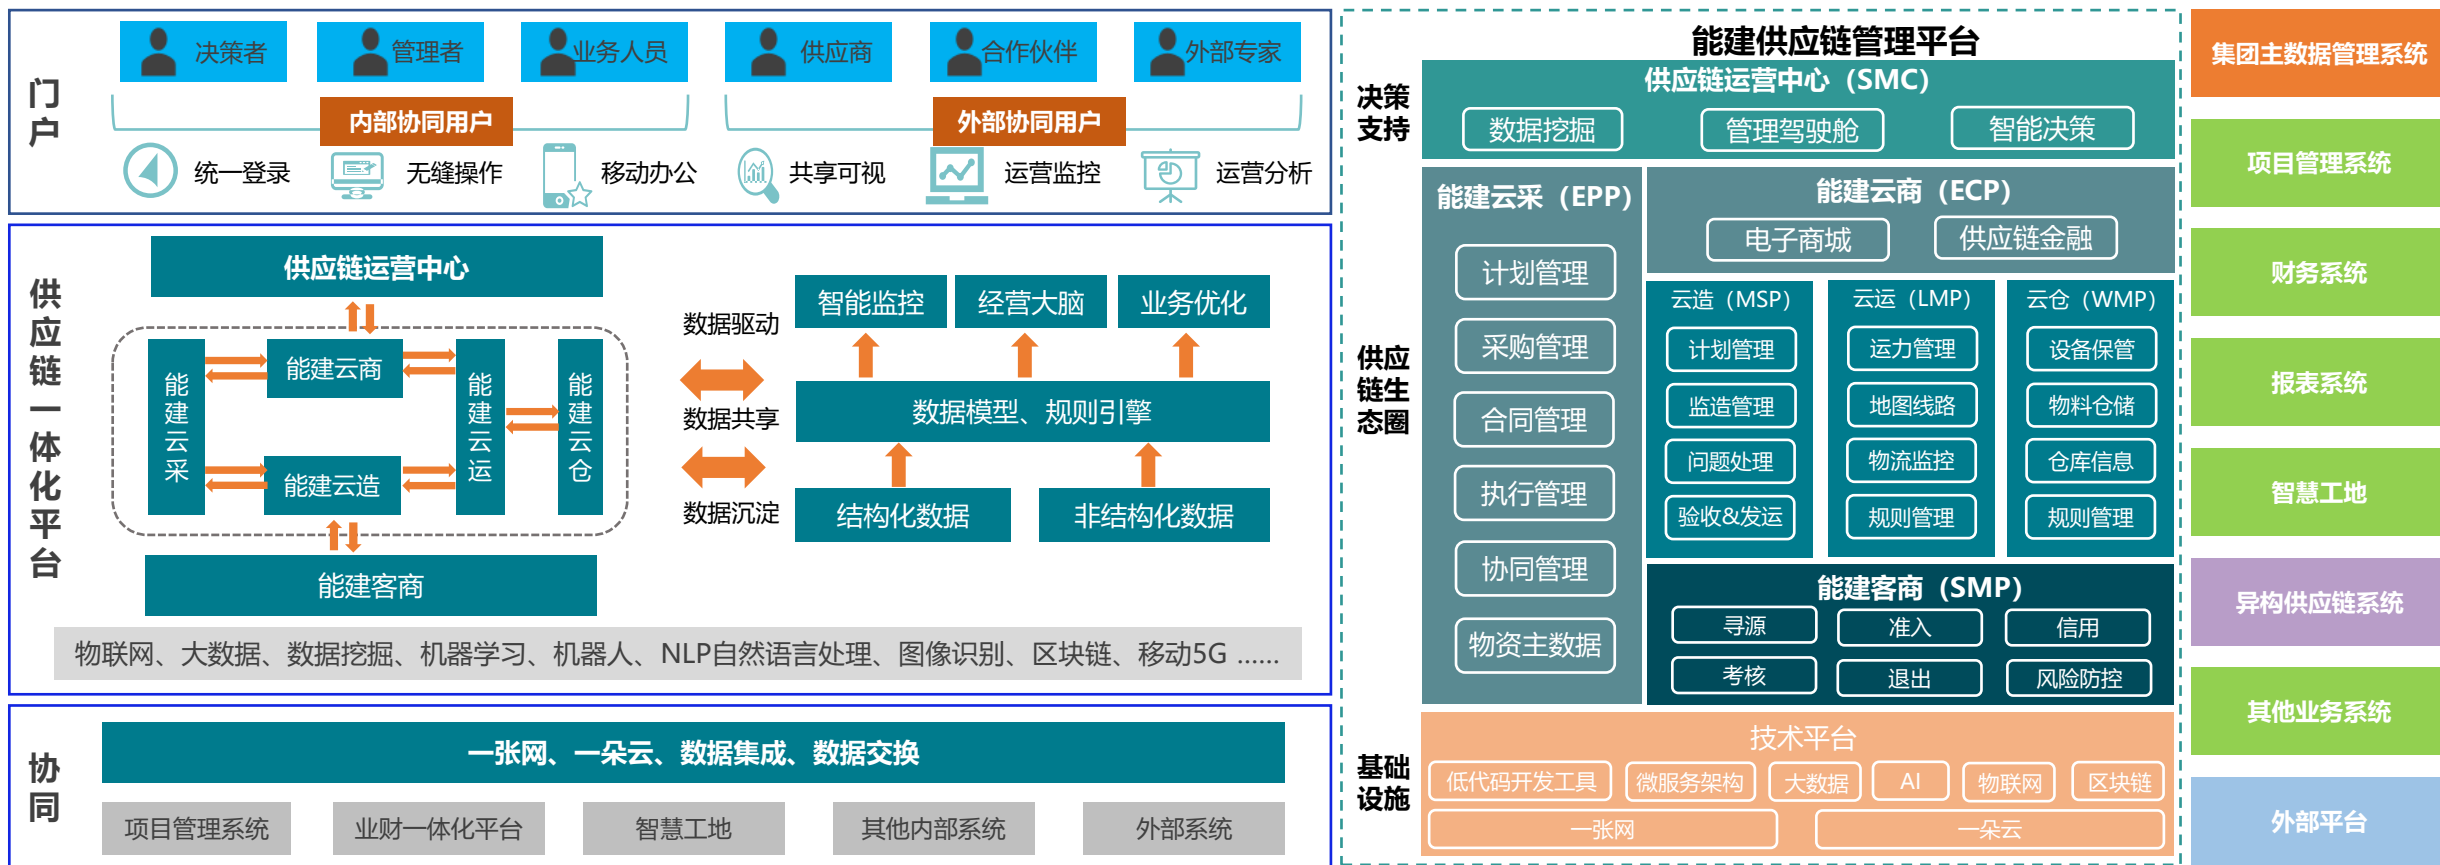 门户
决策者
管理者
业务人员
供应商
合作伙伴
外部专家
内部协同用户
外部协同用户
统一登录
无缝操作
移动办公
共享可视
运营监控
运营分析
供应链一体化平台
供应链运营中心
能建云采
能建云商
能建云造
能建云运
能建云仓
能建客商
数据驱动
数据共享
数据沉淀
智能监控
经营大脑
业务优化
数据模型、规则引擎
结构化数据
非结构化数据
物联网、大数据、数据挖掘、机器学习、机器人、NLP自然语言处理、图像识别、区块链、移动5G ......
协同
一张网、一朵云、数据集成、数据交换
项目管理系统
业财一体化平台
智慧工地
其他内部系统
外部系统
能建供应链管理平台
决策
支持
供应链运营中心（SMC）
数据挖掘
管理驾驶舱
智能决策
供应
链生
态圈
能建云采（EPP）
计划管理
采购管理
合同管理
执行管理
协同管理
物资主数据
能建云商（ECP）
电子商城
供应链金融
云造（MSP）
计划管理
监造管理
问题处理
验收&发运
云运（LMP）
运力管理
地图线路
物流监控
规则管理
云仓（WMP）
设备保管
物料仓储
仓库信息
规则管理
能建客商（SMP）
寻源
准入
信用
考核
退出
风险防控
基础
设施
技术平台
低代码开发工具
微服务架构
大数据
AI
物联网
区块链
一张网
一朵云
集团主数据管理系统
项目管理系统
财务系统
报表系统
智慧工地
异构供应链系统
其他业务系统
外部平台